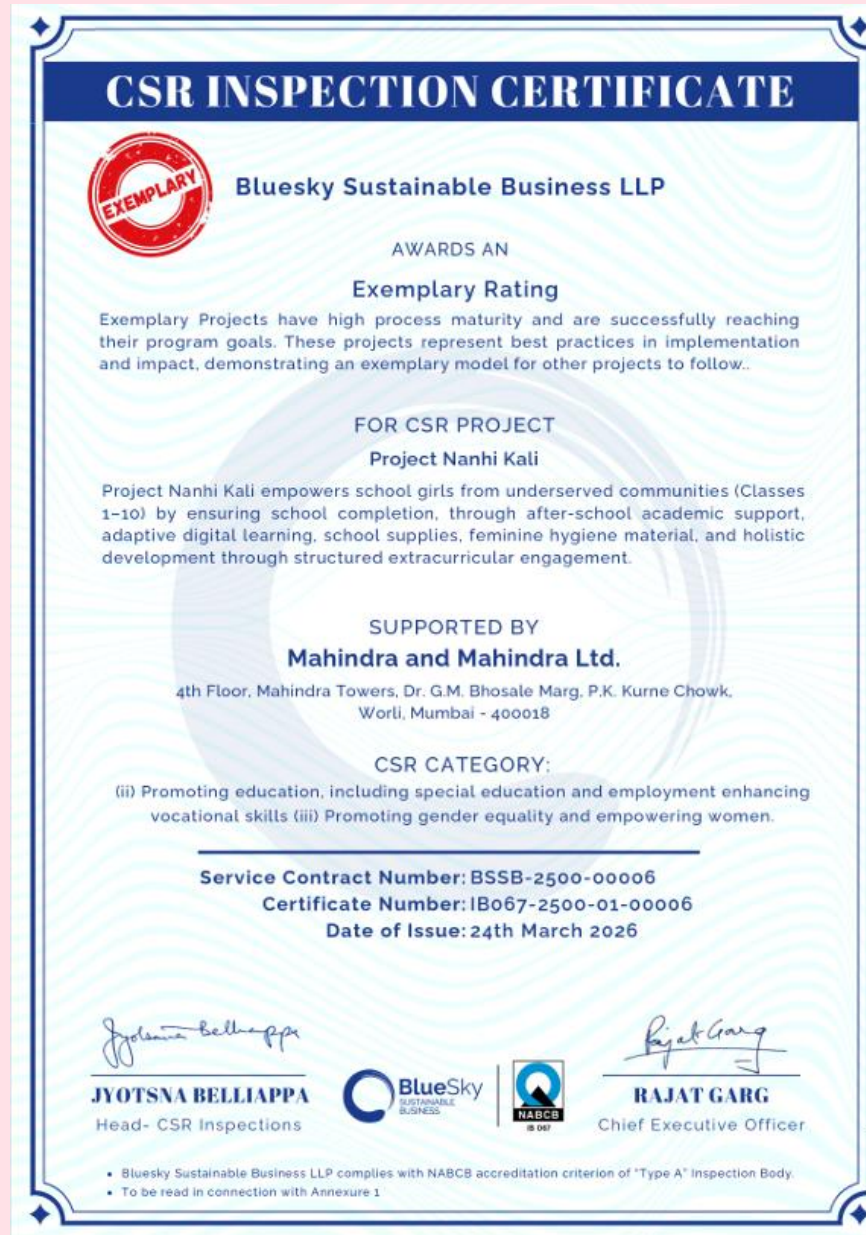 CSR INSPECTION CERTIFICATE
EXEMPLARY
Bluesky Sustainable Business LLP
AWARDS AN
Exemplary Rating
Exemplary Projects have high process maturity and are successfully reaching
their program goals. These projects represent best practices in implementation
and impact, demonstrating an exemplary model for other projects to follow..
FOR CSR PROJECT
Project Nanhi Kali
Project Nanhi Kali empowers school girls from underserved communities (Classes
1–10) by ensuring school completion, through after-school academic support,
adaptive digital learning, school supplies, feminine hygiene material, and holistic
development through structured extracurricular engagement.
SUPPORTED BY
Mahindra and Mahindra Ltd.
4th Floor, Mahindra Towers, Dr. G.M. Bhosale Marg, P.K. Kurne Chowk,
Worli, Mumbai - 400018
CSR CATEGORY:
(ii) Promoting education, including special education and employment enhancing
vocational skills (iii) Promoting gender equality and empowering women.
Service Contract Number: BSSB-2500-00006
Certificate Number: IB067-2500-01-00006
Date of Issue: 24th March 2026
Jyotsna Belliappa
Rajat Garg
JYOTSNA BELLIAPPA
Head- CSR Inspections
BlueSky
SUSTAINABLE
BUSINESS
NABCB
IB 067
RAJAT GARG
Chief Executive Officer
• Bluesky Sustainable Business LLP complies with NABCB accreditation criterion of "Type A" Inspection Body.
• To be read in connection with Annexure 1